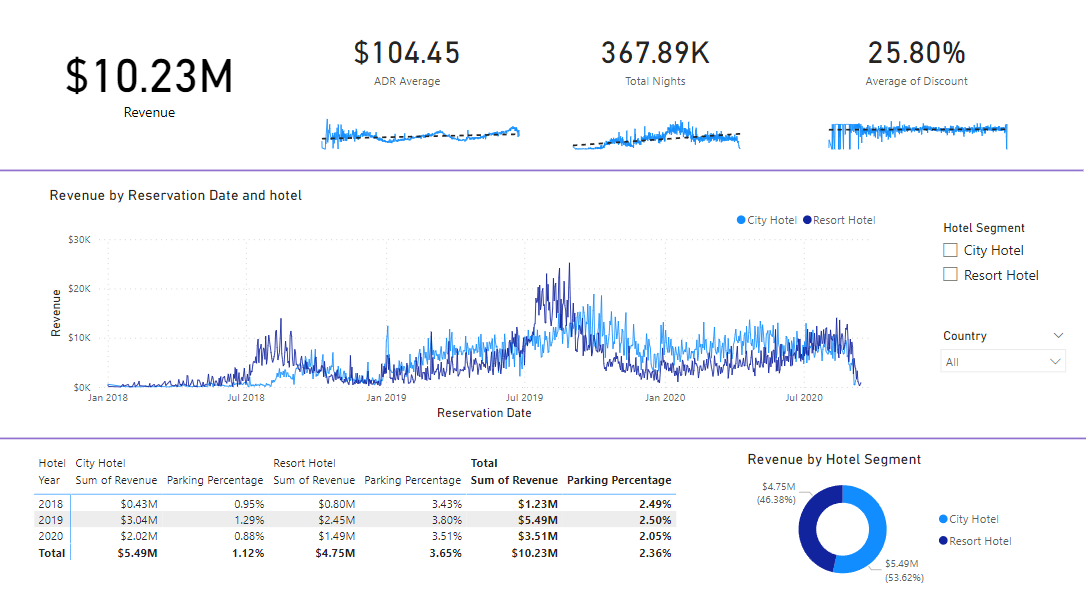 $10.23M
Revenue
$104.45
ADR Average
367.89K
Total Nights
25.80%
Average of Discount
Revenue by Reservation Date and hotel
City Hotel Resort Hotel
Revenue
$30K
$20K
$10K
$0K
Jan 2018 Jul 2018 Jan 2019 Jul 2019 Jan 2020 Jul 2020
Reservation Date
Hotel Segment
City Hotel
Resort Hotel
Country
All
Hotel City Hotel Resort Hotel Total
Year Sum of Revenue Parking Percentage Sum of Revenue Parking Percentage Sum of Revenue Parking Percentage
2018 $0.43M 0.95% $0.80M 3.43% $1.23M 2.49%
2019 $3.04M 1.29% $2.45M 3.80% $5.49M 2.50%
2020 $2.02M 0.88% $1.49M 3.51% $3.51M 2.05%
Total $5.49M 1.12% $4.75M 3.65% $10.23M 2.36%
Revenue by Hotel Segment
$4.75M
(46.38%)
City Hotel
Resort Hotel
$5.49M
(53.62%)